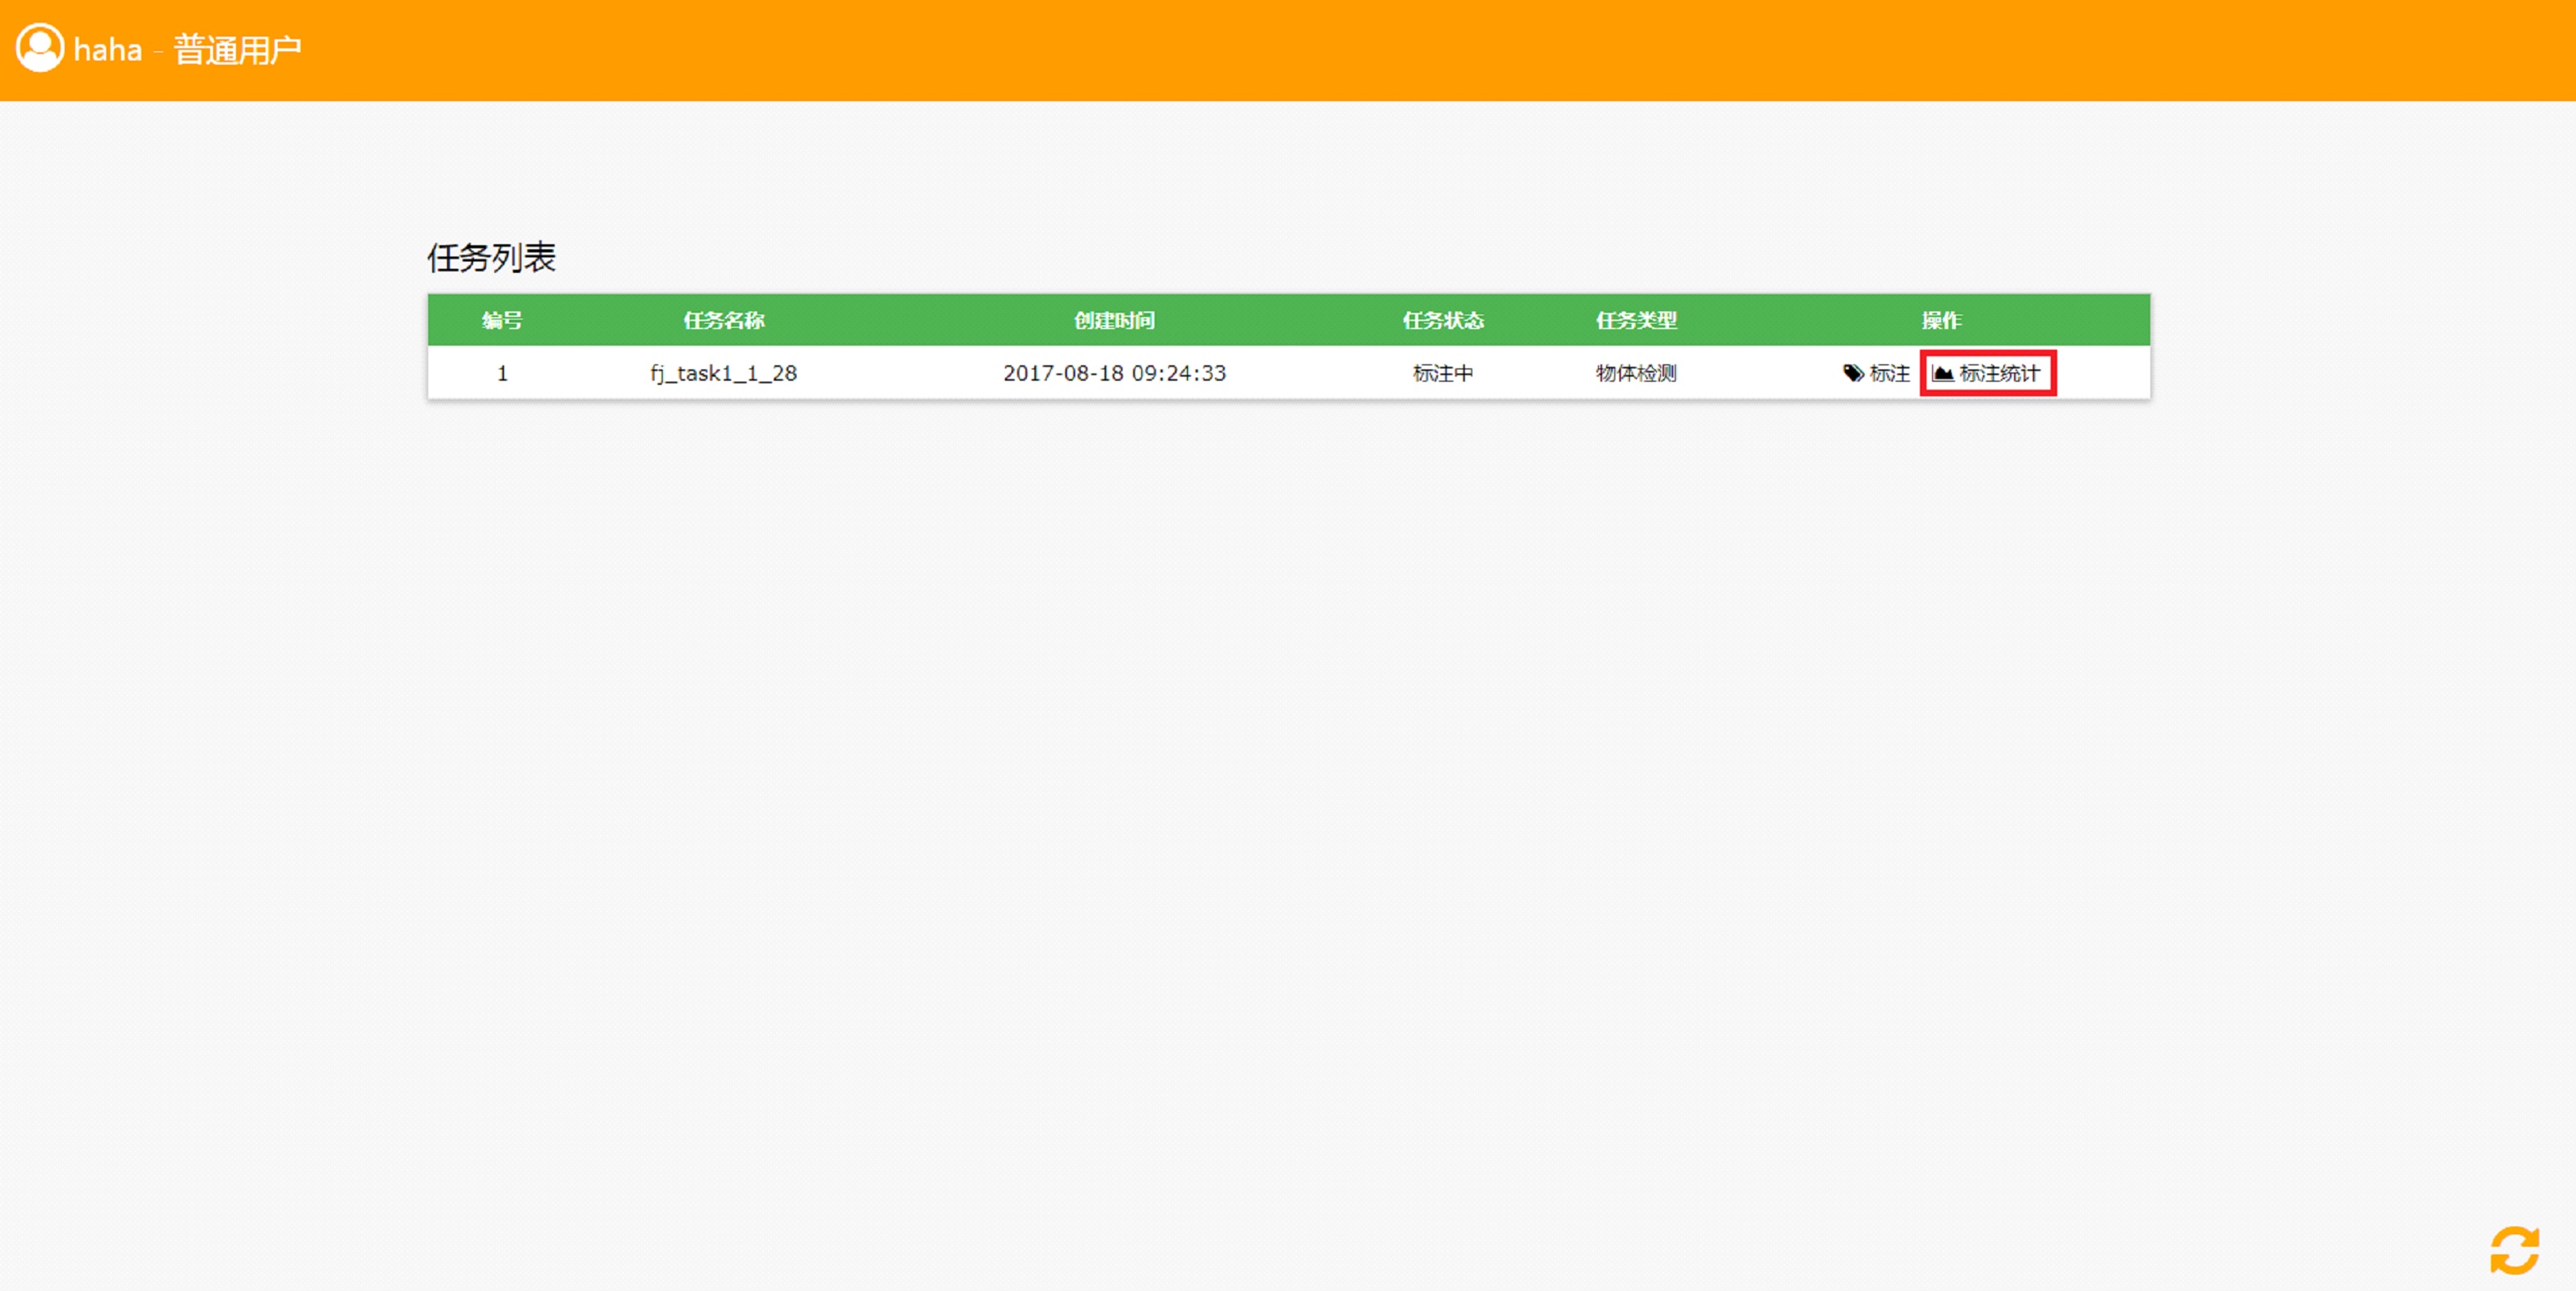 haha - 普通用户
任务列表
编号 任务名称 创建时间 任务状态 任务类型 操作
1 fj_task1_1_28 2017-08-18 09:24:33 标注中 物体检测 标注 标注统计